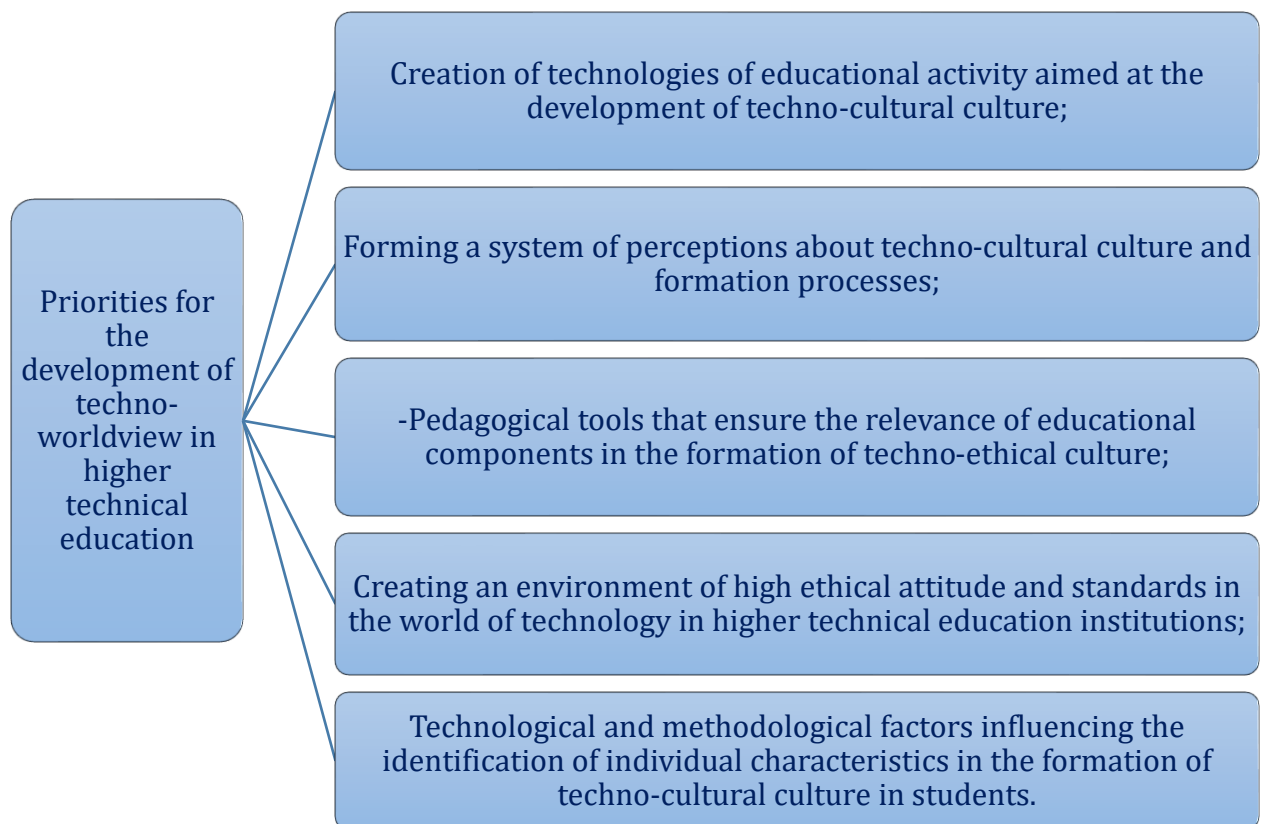 Priorities for
the
development of
techno-
worldview in
higher
technical
education
Creation of technologies of educational activity aimed at the
development of techno-cultural culture;
Forming a system of perceptions about techno-cultural culture and
formation processes;
-Pedagogical tools that ensure the relevance of educational
components in the formation of techno-ethical culture;
Creating an environment of high ethical attitude and standards in
the world of technology in higher technical education institutions;
Technological and methodological factors influencing the
identification of individual characteristics in the formation of
techno-cultural culture in students.